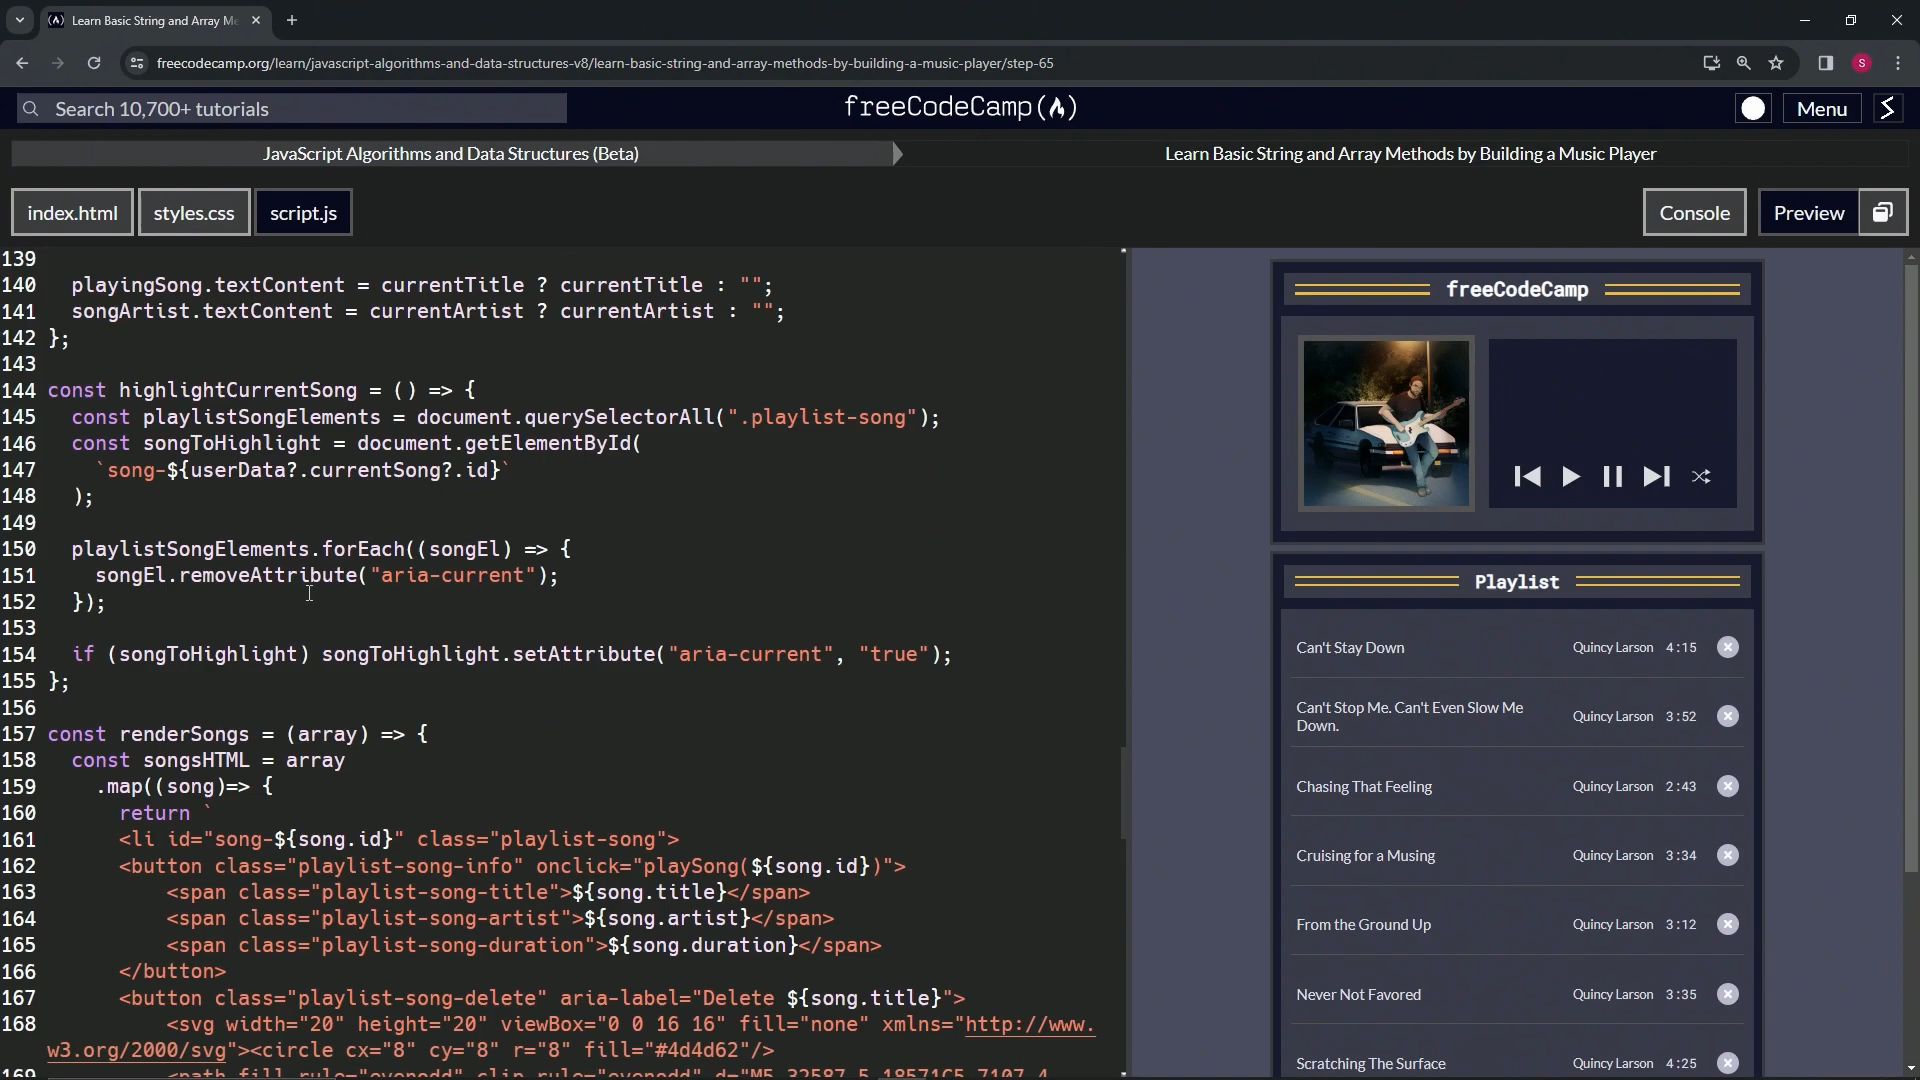 Learn Basic String and Array Me
freecodecamp.org/learn/javascript-algorithms-and-data-structures-v8/learn-basic-string-and-array-methods-by-building-a-music-player/step-65
S
Search 10,700+ tutorials
freeCodeCamp
Menu
JavaScript Algorithms and Data Structures (Beta)
Learn Basic String and Array Methods by Building a Music Player
index.html
styles.css
script.js
Console
Preview
139
140 playingSong.textContent = currentTitle ? currentTitle : "";
141 songArtist.textContent = currentArtist ? currentArtist : "";
142 };
143
144 const highlightCurrentSong = () => {
145 const playlistSongElements = document.querySelectorAll(".playlist-song");
146 const songToHighlight = document.getElementById(
147 `song-${userData?.currentSong?.id}`
148 );
149
150 playlistSongElements.forEach((songEl) => {
151 songEl.removeAttribute("aria-current");
152 });
153
154 if (songToHighlight) songToHighlight.setAttribute("aria-current", "true");
155 };
156
157 const renderSongs = (array) => {
158 const songsHTML = array
159 .map((song)=> {
160 return `
161 <li id="song-${song.id}" class="playlist-song">
162 <button class="playlist-song-info" onclick="playSong(${song.id})">
163 <span class="playlist-song-title">${song.title}</span>
164 <span class="playlist-song-artist">${song.artist}</span>
165 <span class="playlist-song-duration">${song.duration}</span>
166 </button>
167 <button class="playlist-song-delete" aria-label="Delete ${song.title}">
168 <svg width="20" height="20" viewBox="0 0 16 16" fill="none" xmlns="http://www.
w3.org/2000/svg"><circle cx="8" cy="8" r="8" fill="#4d4d62"/>
freeCodeCamp
Playlist
Can't Stay Down Quincy Larson 4:15
Can't Stop Me. Can't Even Slow Me
Down. Quincy Larson 3:52
Chasing That Feeling Quincy Larson 2:43
Cruising for a Musing Quincy Larson 3:34
From the Ground Up Quincy Larson 3:12
Never Not Favored Quincy Larson 3:35
Scratching The Surface Quincy Larson 4:25